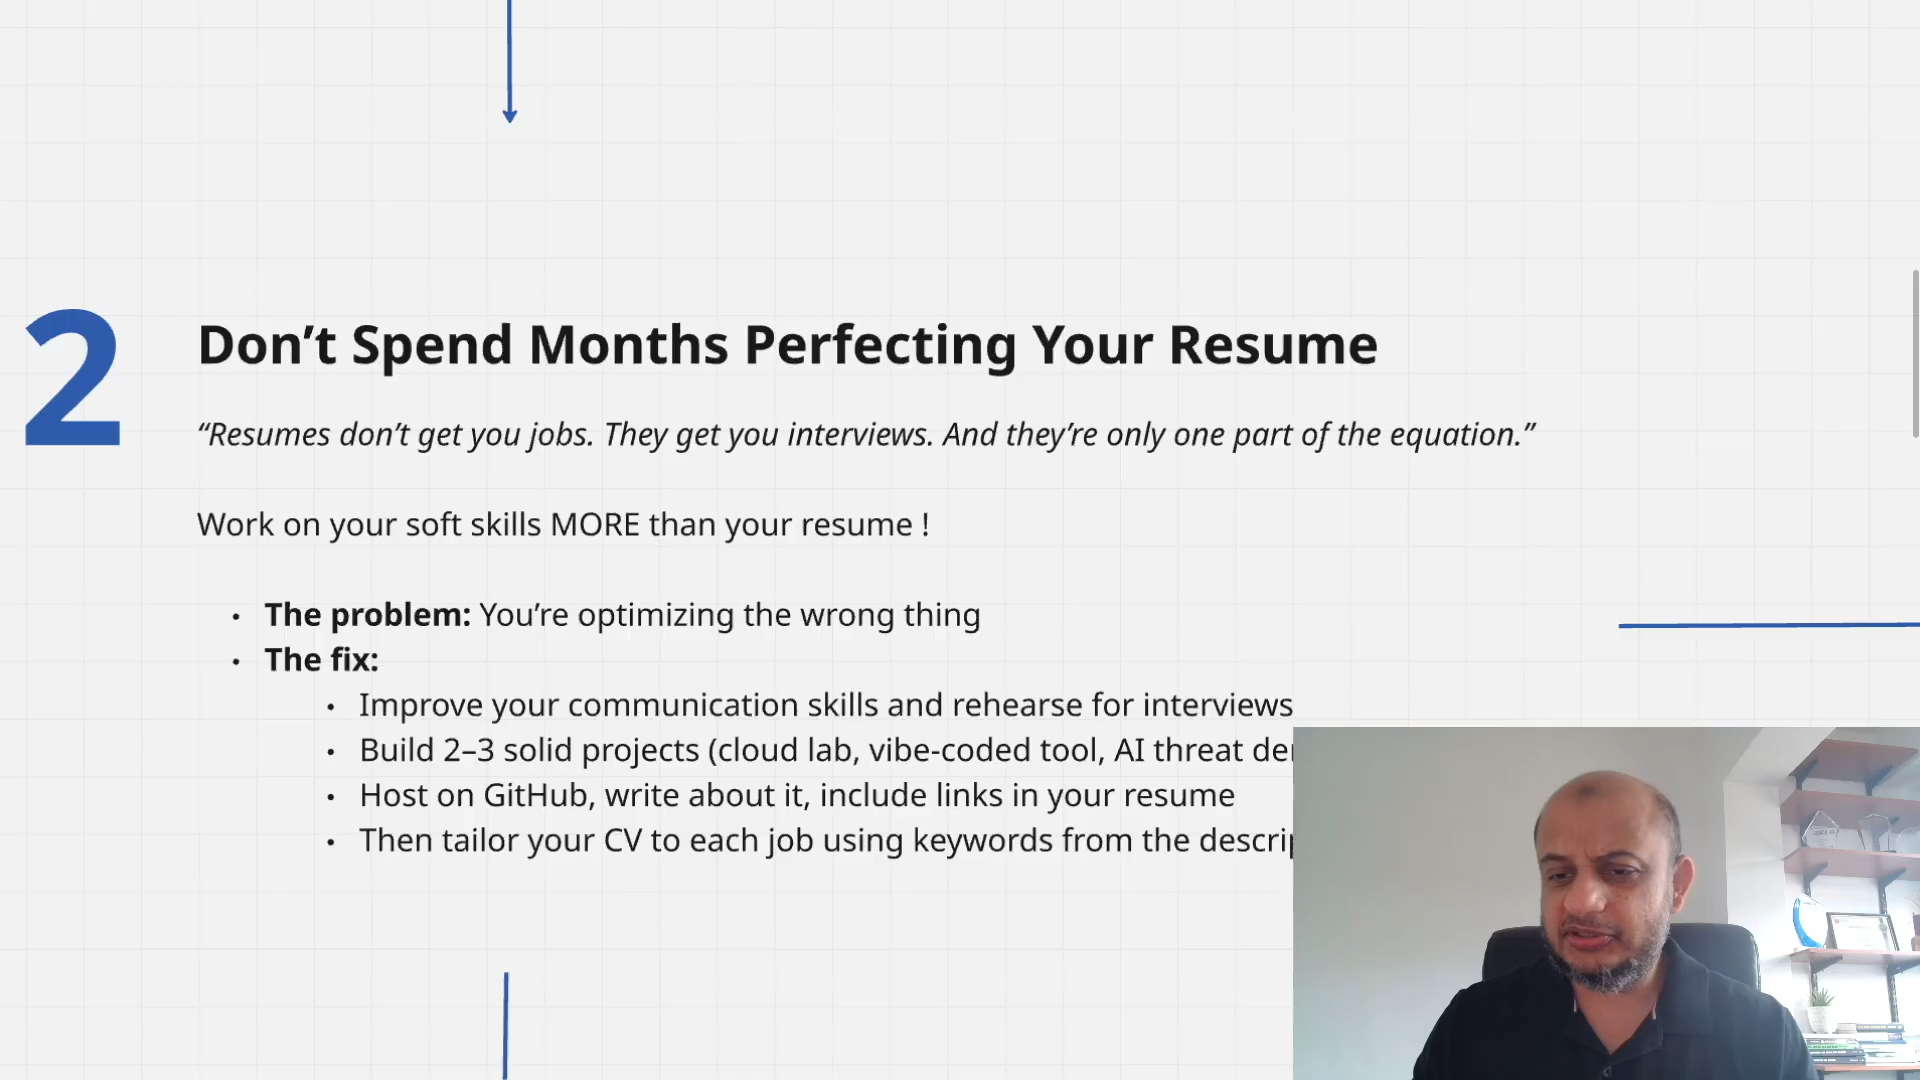 2
Don’t Spend Months Perfecting Your Resume
“Resumes don’t get you jobs. They get you interviews. And they’re only one part of the equation.”
Work on your soft skills MORE than your resume !
• The problem: You’re optimizing the wrong thing
• The fix:
• Improve your communication skills and rehearse for interviews
• Build 2–3 solid projects (cloud lab, vibe-coded tool, AI threat
• Host on GitHub, write about it, include links in your resume
• Then tailor your CV to each job using keywords from the